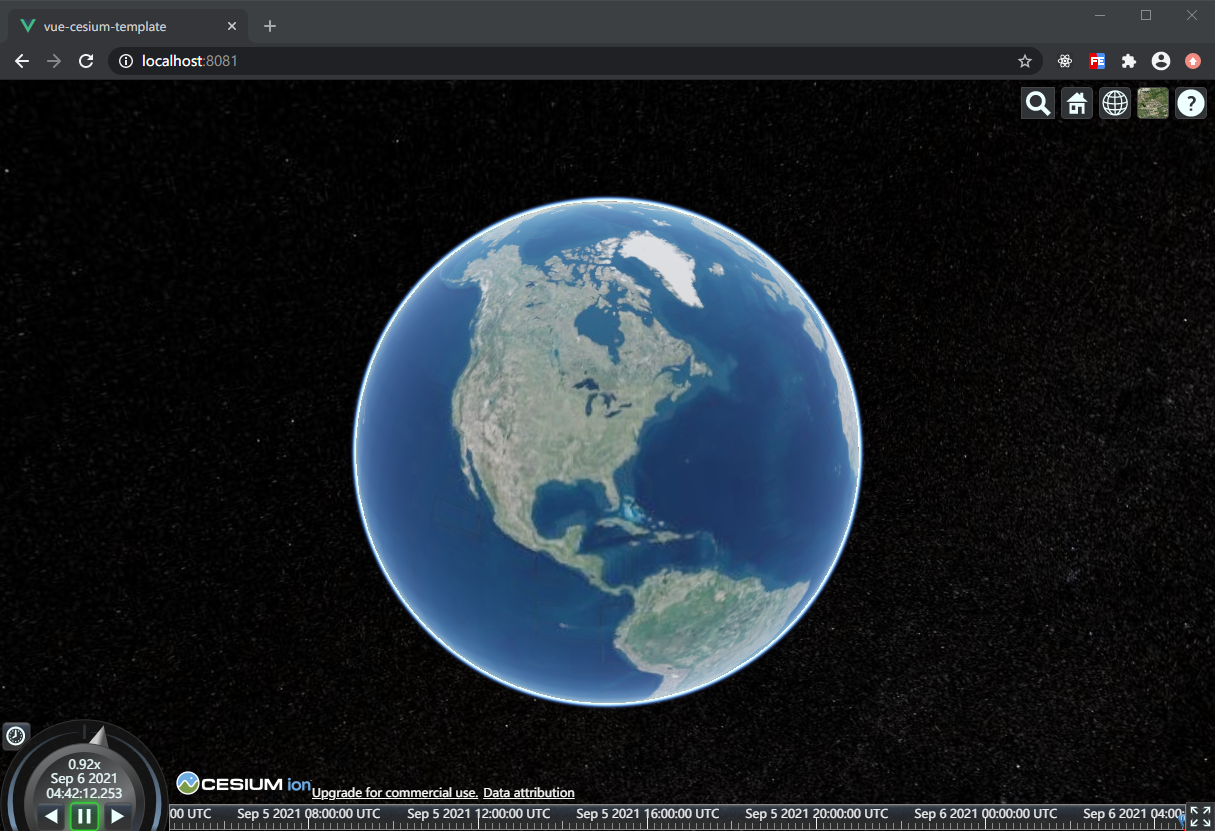 vue-cesium-template
localhost:8081
FE
?
0.92x
Sep 6 2021
04:42:12.253
CESIUM ion
Upgrade for commercial use. Data attribution
00 UTC Sep 5 2021 08:00:00 UTC Sep 5 2021 12:00:00 UTC Sep 5 2021 16:00:00 UTC Sep 5 2021 20:00:00 UTC Sep 6 2021 00:00:00 UTC Sep 6 2021 04:00